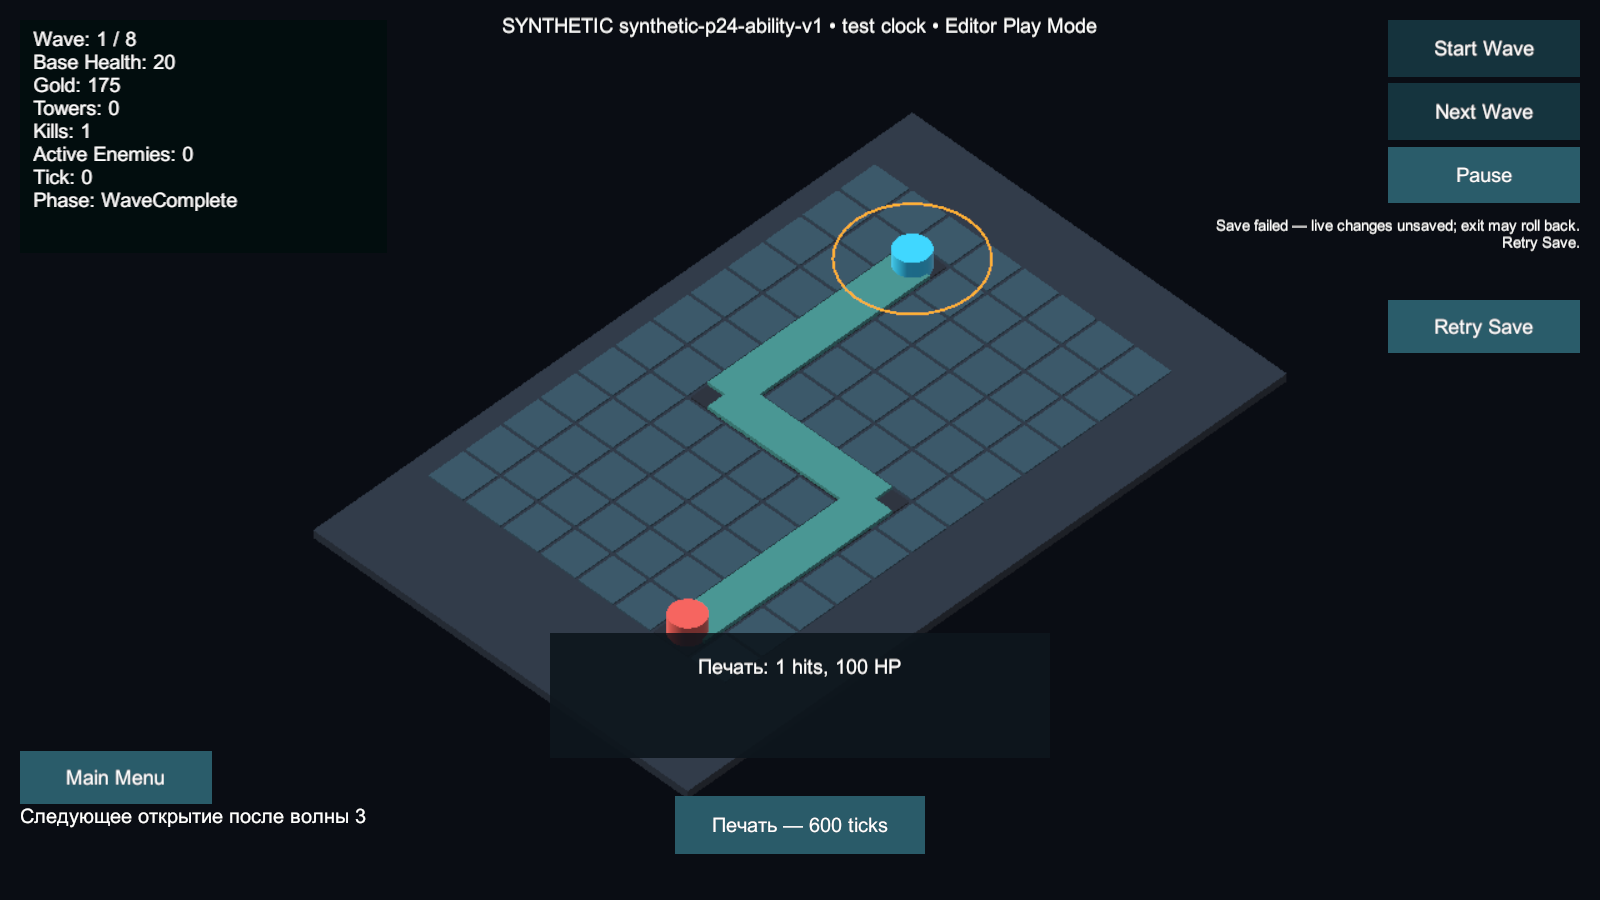 SYNTHETIC synthetic-p24-ability-v1 • test clock • Editor Play Mode
Wave: 1 / 8
Base Health: 20
Gold: 175
Towers: 0
Kills: 1
Active Enemies: 0
Tick: 0
Phase: WaveComplete
Start Wave
Next Wave
Pause
Save failed — live changes unsaved; exit may roll back.
Retry Save.
Retry Save
Печать: 1 hits, 100 HP
Main Menu
Следующее открытие после волны 3
Печать — 600 ticks